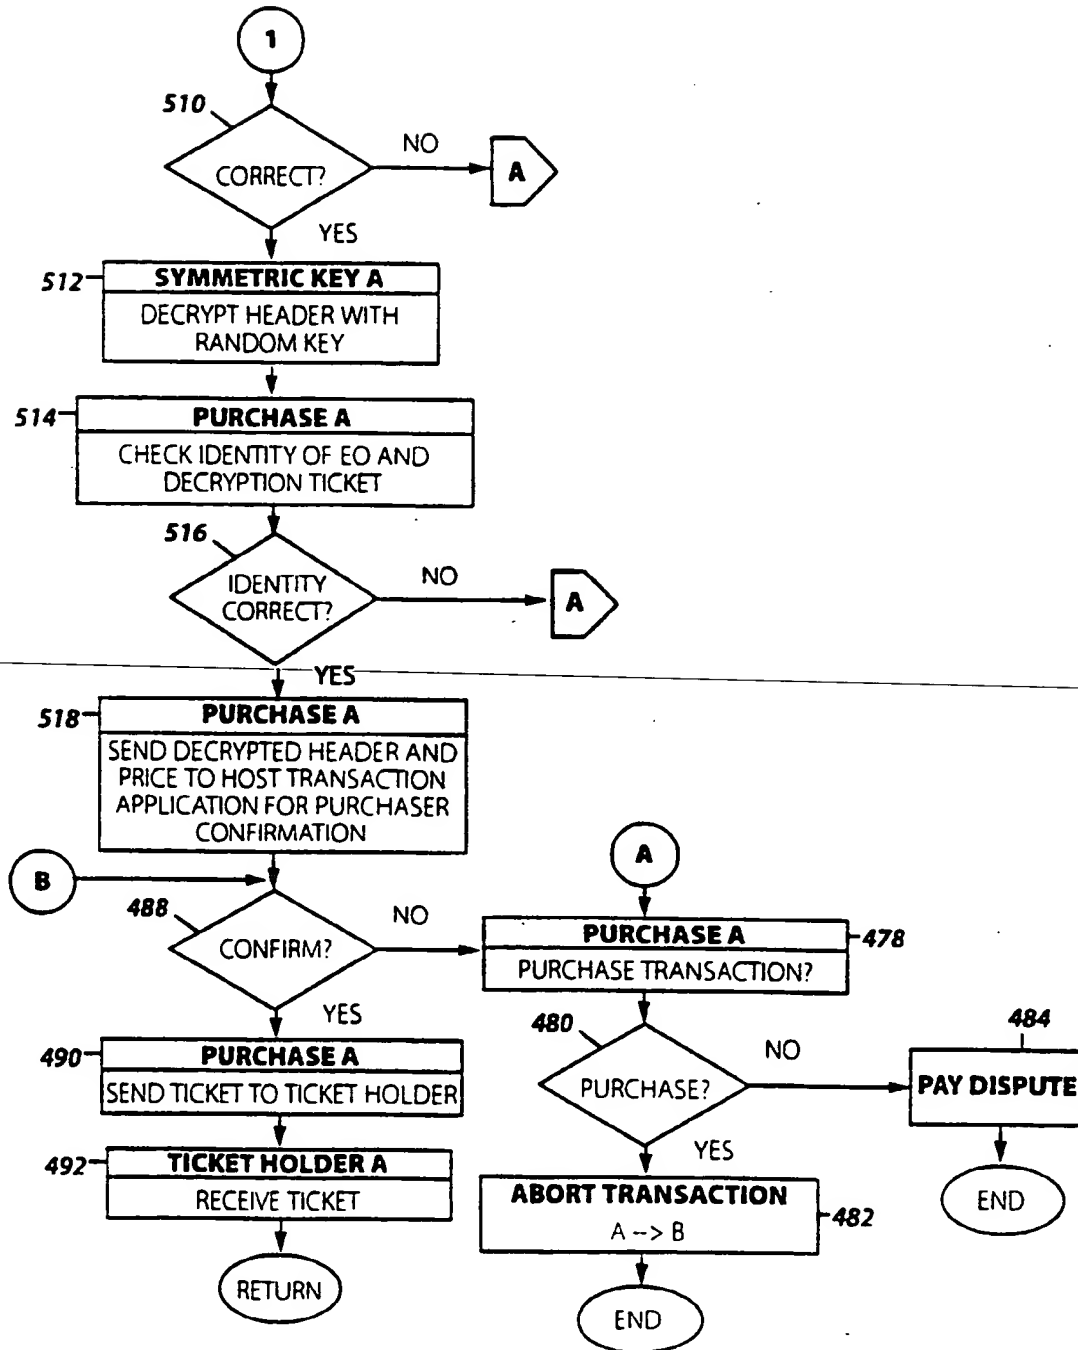 1
510
CORRECT?
NO
A
YES
512
SYMMETRIC KEY A
DECRYPT HEADER WITH
RANDOM KEY
514
PURCHASE A
CHECK IDENTITY OF EO AND
DECRYPTION TICKET
516
IDENTITY
CORRECT?
NO
A
YES
518
PURCHASE A
SEND DECRYPTED HEADER AND
PRICE TO HOST TRANSACTION
APPLICATION FOR PURCHASER
CONFIRMATION
B
488
CONFIRM?
NO
A
PURCHASE A
478
PURCHASE TRANSACTION?
YES
490
PURCHASE A
SEND TICKET TO TICKET HOLDER
480
PURCHASE?
NO
484
PAY DISPUTE
END
492
TICKET HOLDER A
RECEIVE TICKET
RETURN
YES
ABORT TRANSACTION
A --> B
482
END